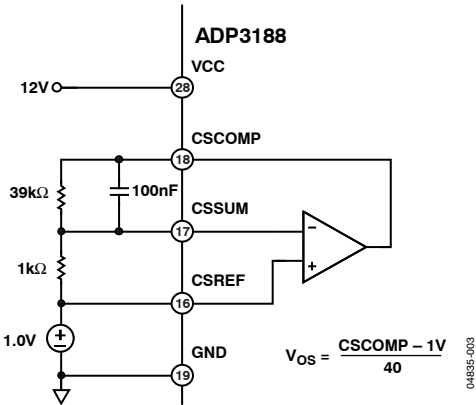 ADP3188
VCC
12V
28
CSCOMP
18
39kΩ
100nF
CSSUM
17
1kΩ
CSREF
16
1.0V
GND
19
VOS = CSCOMP – 1V
40
04835-003